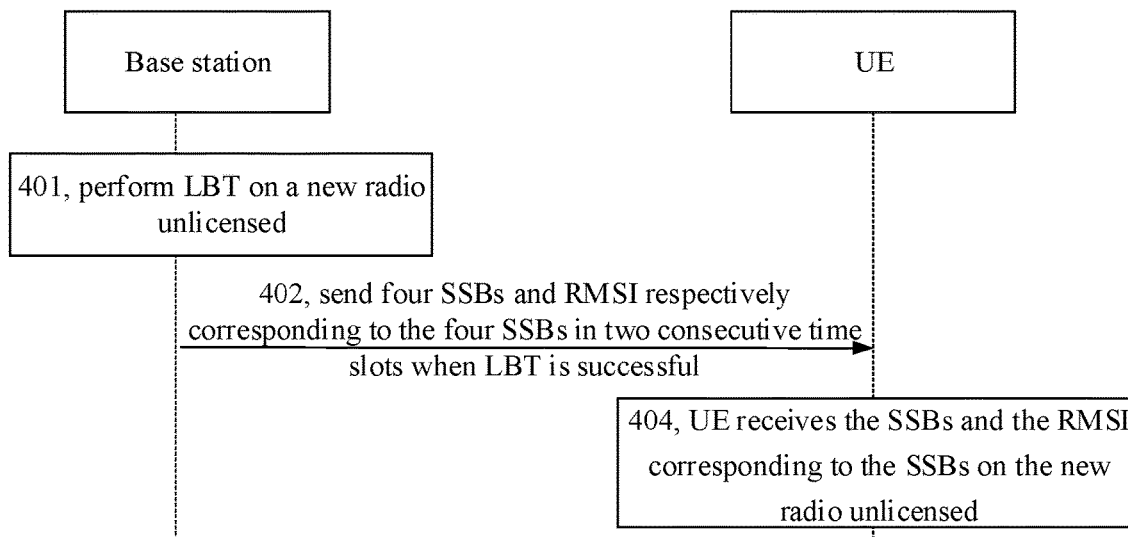 Base station
UE
401, perform LBT on a new radio
unlicensed
402, send four SSBs and RMSI respectively
corresponding to the four SSBs in two consecutive time
slots when LBT is successful
404, UE receives the SSBs and the RMSI
corresponding to the SSBs on the new
radio unlicensed